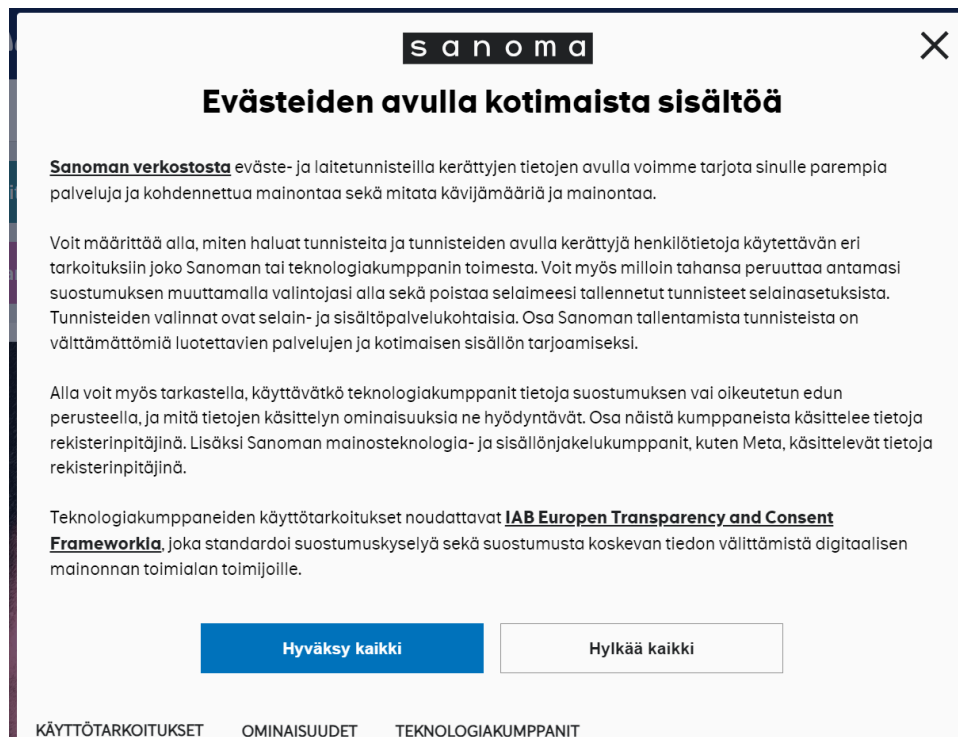 sanoma
Evästeiden avulla kotimaista sisältöä
Sanoman verkostosta eväste- ja laitetunnisteilla kerättyjen tietojen avulla voimme tarjota sinulle parempia
palveluja ja kohdennettua mainontaa sekä mitata kävijämääriä ja mainontaa.
Voit määrittää alla, miten haluat tunnisteita ja tunnisteiden avulla kerättyjä henkilötietoja käytettävän eri
tarkoituksiin joko Sanoman tai teknologiakumppanin toimesta. Voit myös milloin tahansa peruuttaa antamasi
suostumuksen muuttamalla valintojasi alla sekä poistaa selaimeesi tallennetut tunnisteet selainasetuksista.
Tunnisteiden valinnat ovat selain- ja sisältöpalvelukohtaisia. Osa Sanoman tallentamista tunnisteista on
välttämättömiä luotettavien palvelujen ja kotimaisen sisällön tarjoamiseksi.
Alla voit myös tarkastella, käyttävätkö teknologiakumppanit tietoja suostumuksen vai oikeutetun edun
perusteella, ja mitä tietojen käsittelyn ominaisuuksia ne hyödyntävät. Osa näistä kumppaneista käsittelee tietoja
rekisterinpitäjinä. Lisäksi Sanoman mainosteknologia- ja sisällönjakelukumppanit, kuten Meta, käsittelevät tietoja
rekisterinpitäjinä.
Teknologiakumppaneiden käyttötarkoitukset noudattavat IAB Europen Transparency and Consent
Frameworkia, joka standardoi suostumuskyselyä sekä suostumusta koskevan tiedon välittämistä digitaalisen
mainonnan toimialan toimijoille.
Hyväksy kaikki Hylkää kaikki
KÄYTTÖTARKOITUKSET OMINAISUUDET TEKNOLOGIAKUMPPANIT